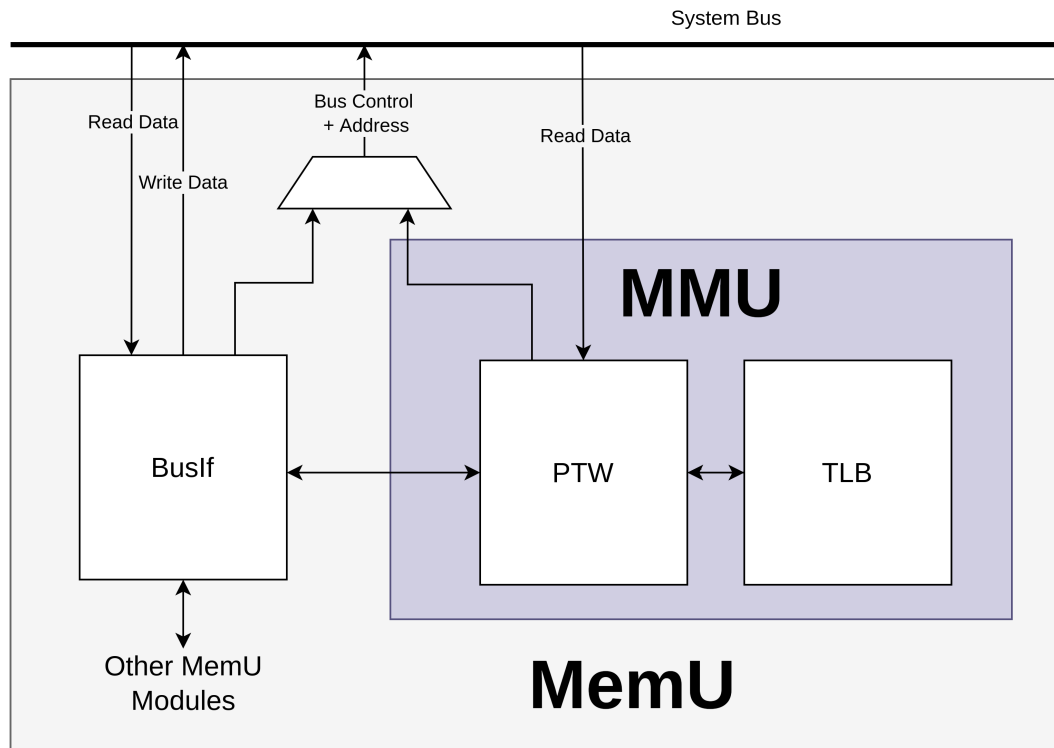 System Bus
Bus Control
+ Address
Read Data
Read Data
Write Data
MMU
BusIf
PTW
TLB
Other MemU
Modules
MemU